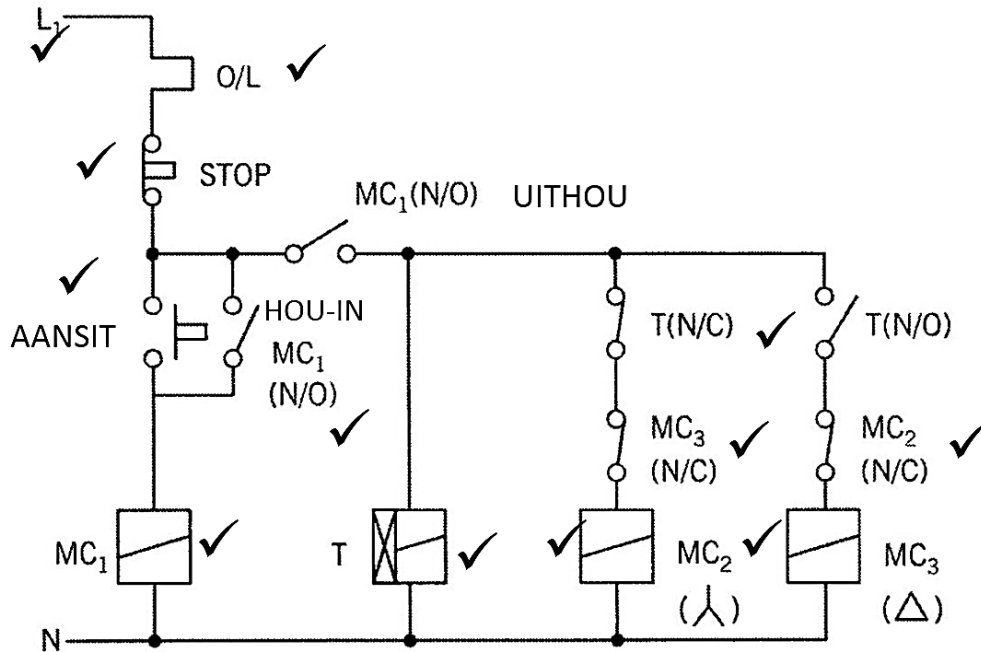 L₁
O/L
STOP
MC₁(N/O) UITHOU
AANSIT
HOU-IN
MC₁
(N/O)
T(N/C)
T(N/O)
MC₃
(N/C)
MC₂
(N/C)
MC₁
T
MC₂
MC₃
(△)
N